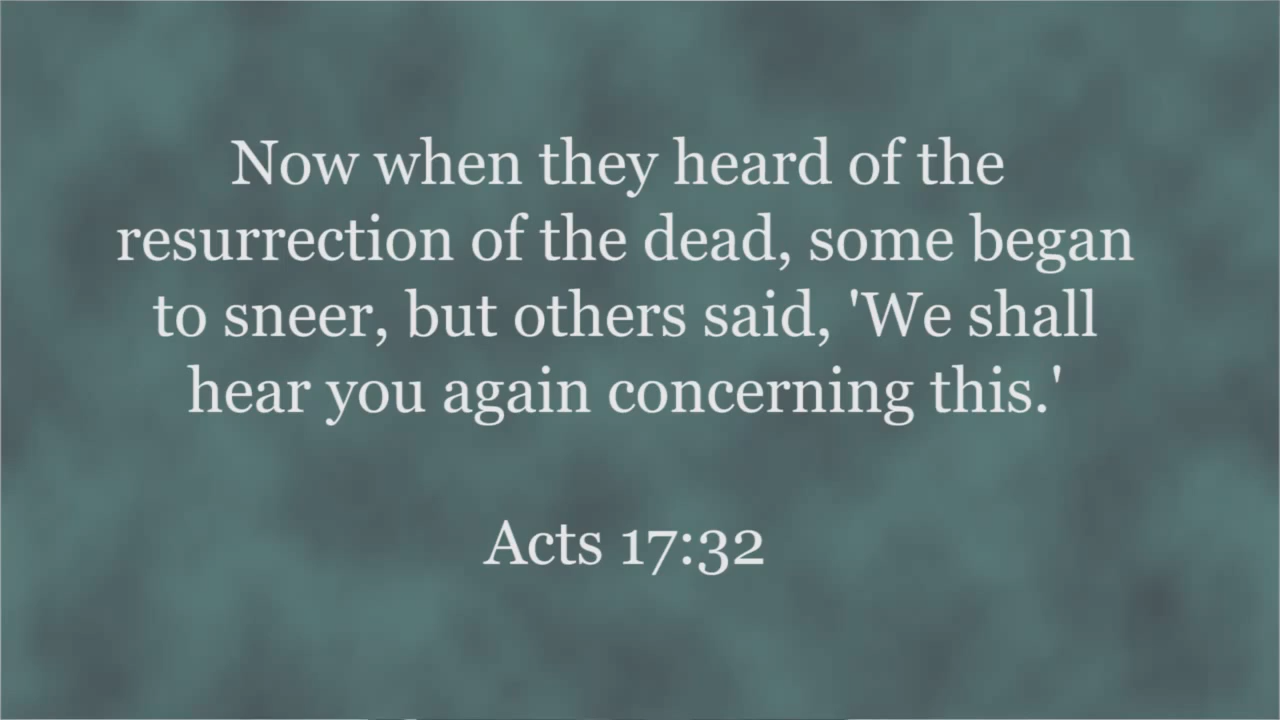 Now when they heard of the
resurrection of the dead, some began
to sneer, but others said, 'We shall
hear you again concerning this.'
Acts 17:32